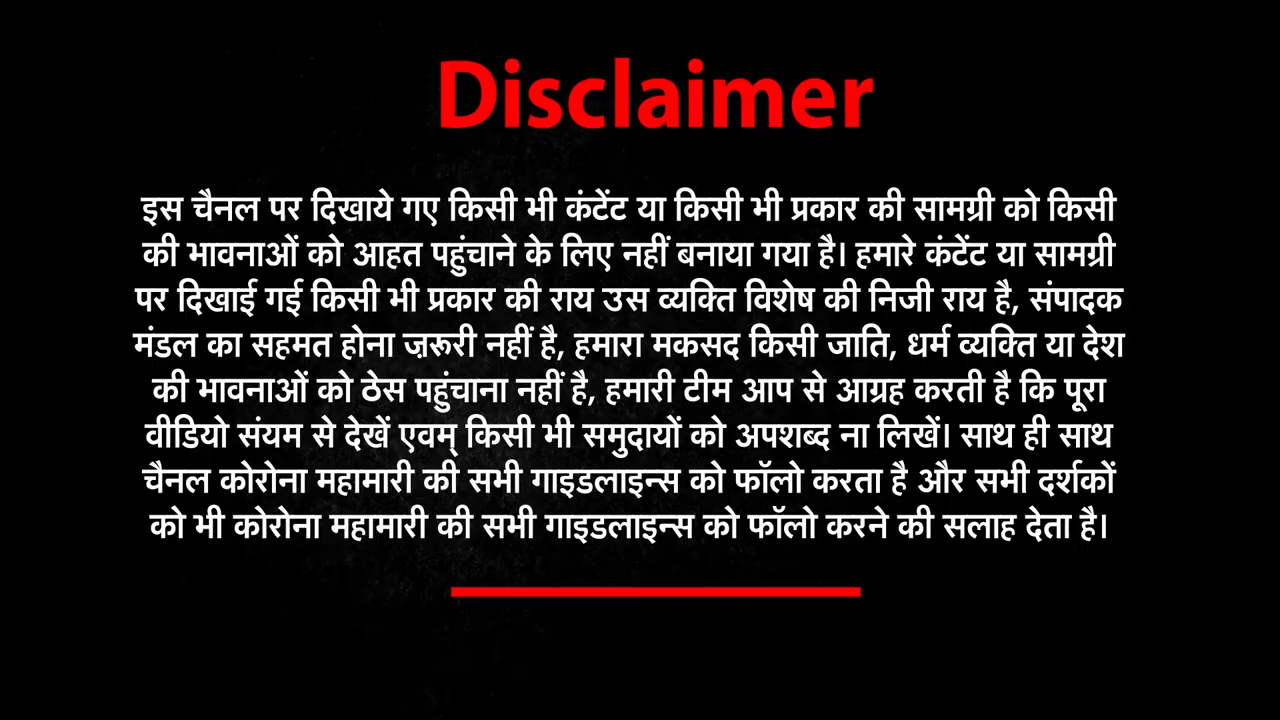 Disclaimer
इस चैनल पर दिखाये गए किसी भी कंटेंट या किसी भी प्रकार की सामग्री को किसी
की भावनाओं को आहत पहुंचाने के लिए नहीं बनाया गया है। हमारे कंटेंट या सामग्री
पर दिखाई गई किसी भी प्रकार की राय उस व्यक्ति विशेष की निजी राय है, संपादक
मंडल का सहमत होना ज़रूरी नहीं है, हमारा मकसद किसी जाति, धर्म व्यक्ति या देश
की भावनाओं को ठेस पहुंचाना नहीं है, हमारी टीम आप से आग्रह करती है कि पूरा
वीडियो संयम से देखें एवम् किसी भी समुदायों को अपशब्द ना लिखें। साथ ही साथ
चैनल कोरोना महामारी की सभी गाइडलाइन्स को फॉलो करता है और सभी दर्शकों
को भी कोरोना महामारी की सभी गाइडलाइन्स को फॉलो करने की सलाह देता है।